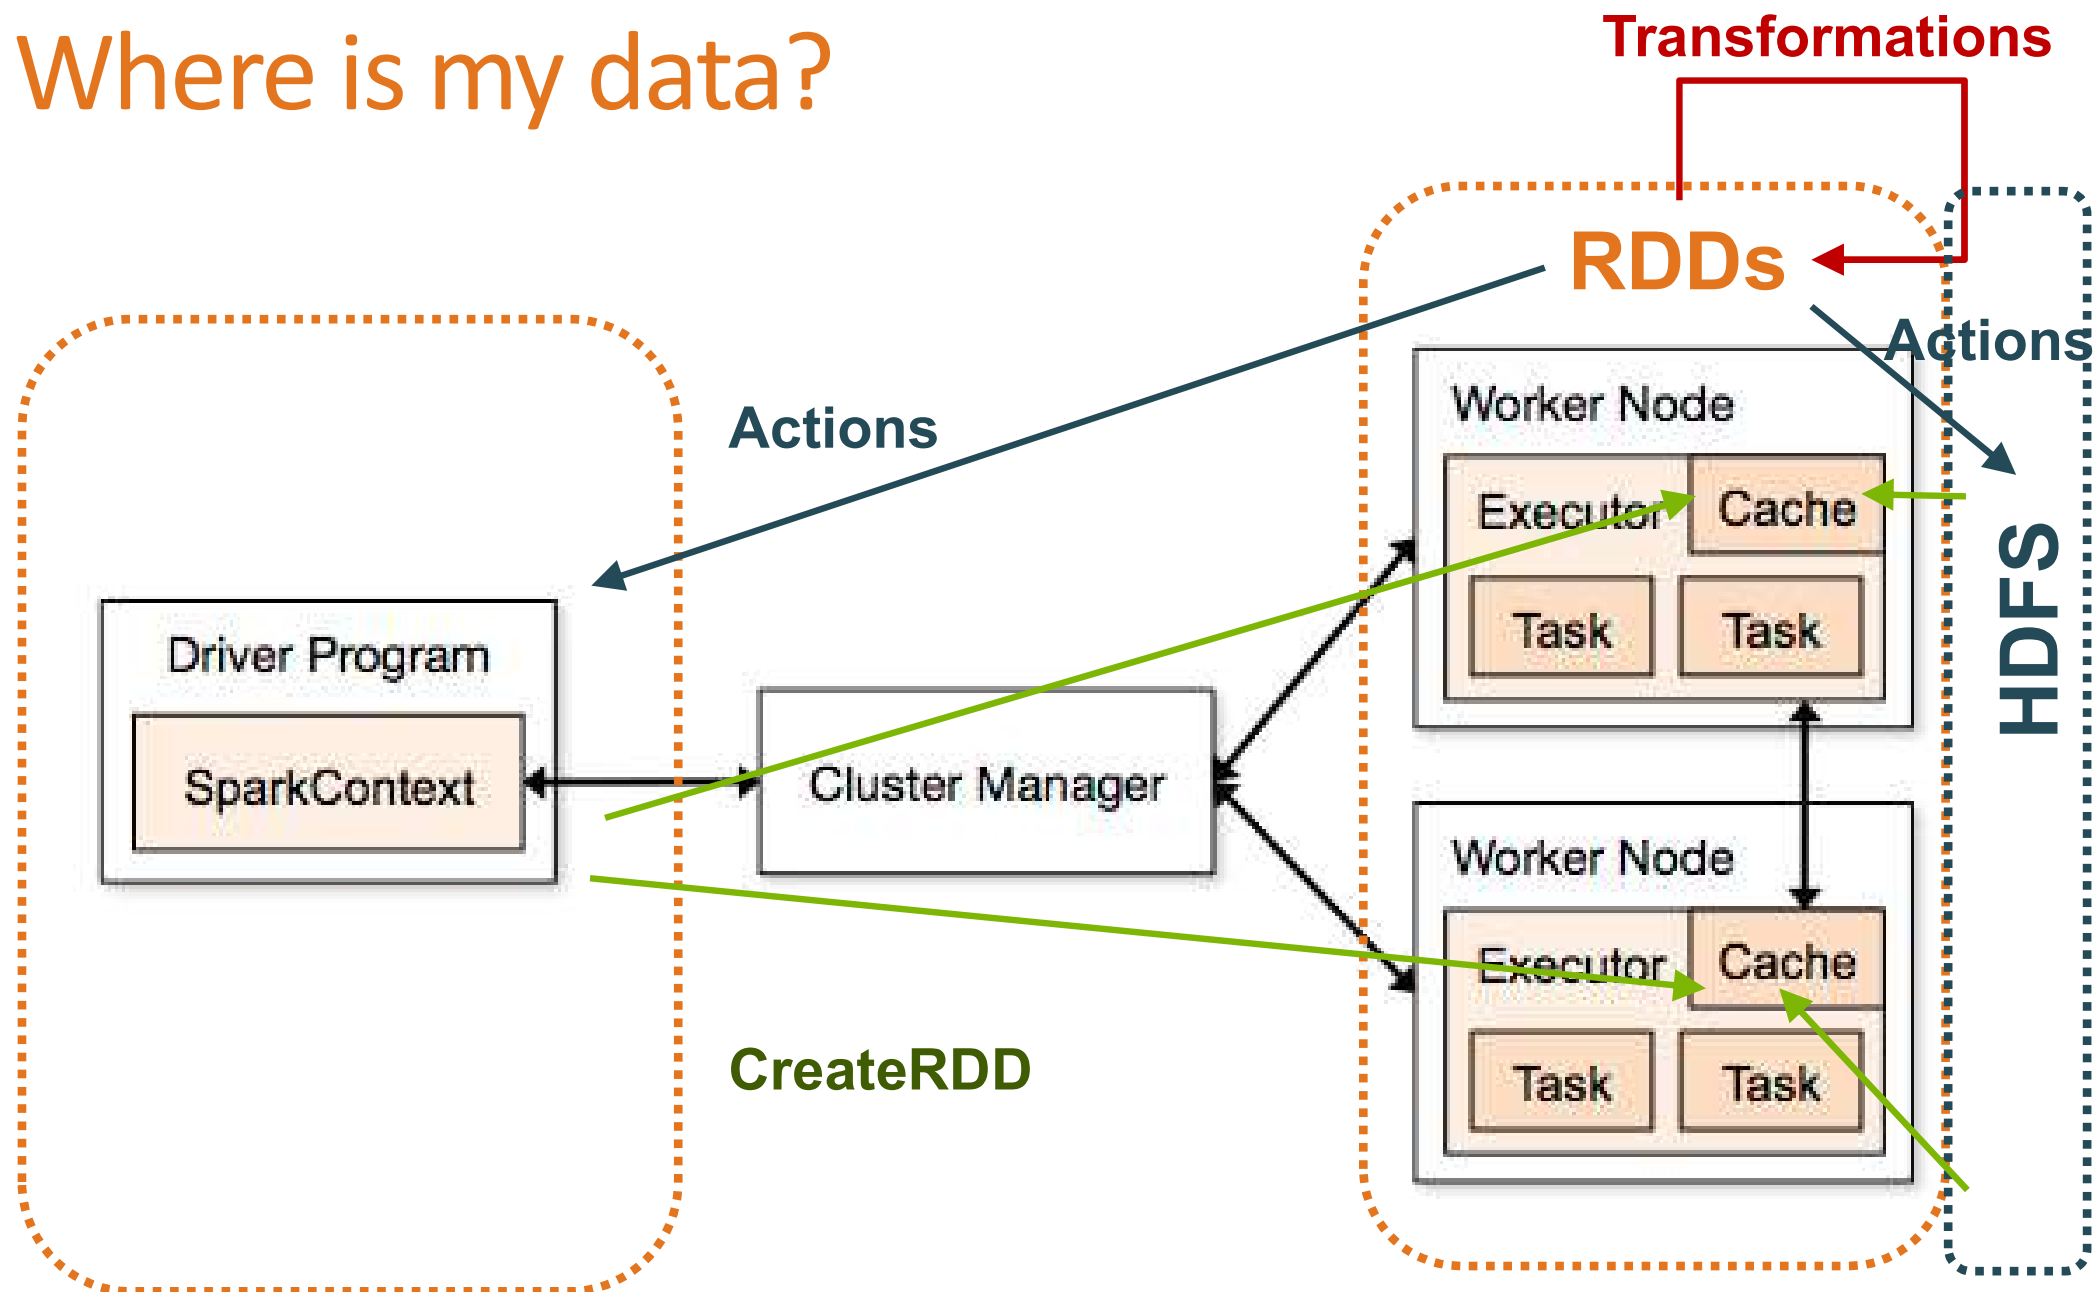 Where is my data?
Transformations
RDDs
Actions
Actions
Worker Node
Executor
Cache
Task
Task
HDFS
Driver Program
SparkContext
Cluster Manager
Worker Node
Executor
Cache
Task
Task
CreateRDD